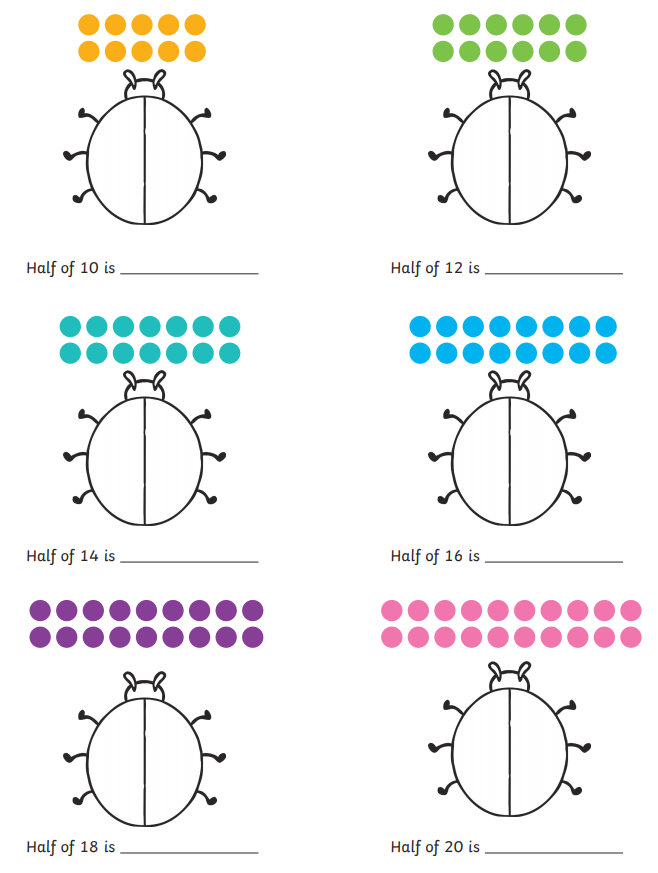 Half of 10 is
Half of 12 is
Half of 14 is
Half of 16 is
Half of 18 is
Half of 20 is